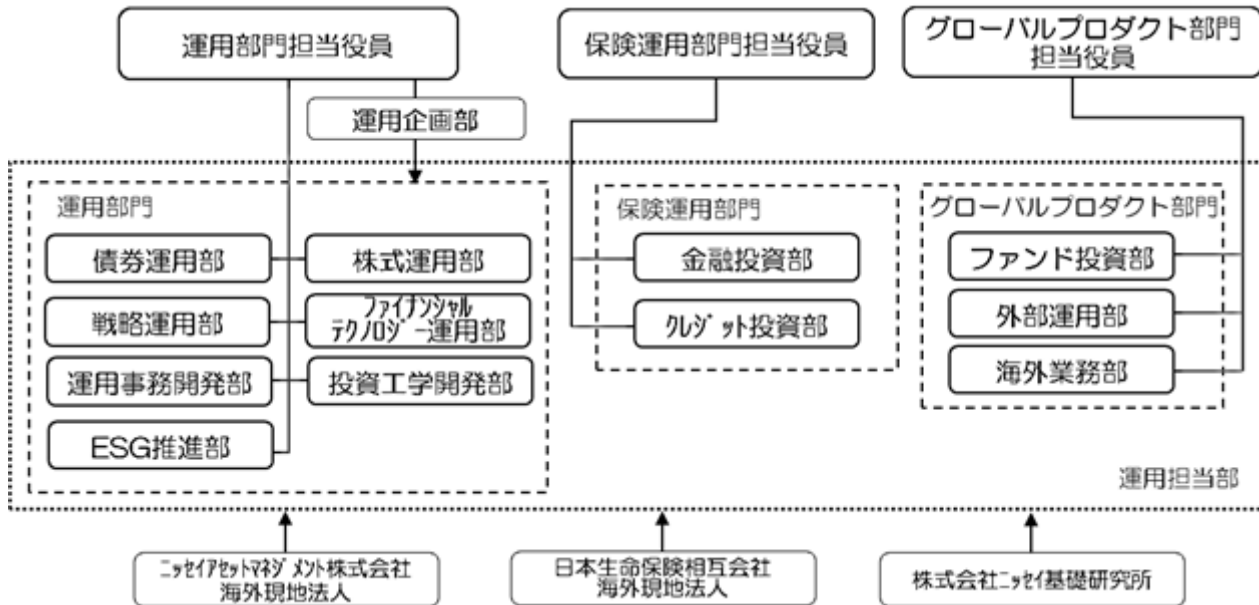 運用部門担当役員
保険運用部門担当役員
グローバルプロダクト部門
担当役員
運用企画部
運用部門
債券運用部
株式運用部
戦略運用部
ファイナンシャル
テクノロジー運用部
運用事務開発部
投資工学開発部
ESG推進部
保険運用部門
金融投資部
クレジット投資部
グローバルプロダクト部門
ファンド投資部
外部運用部
海外業務部
運用担当部
ニッセイアセットマネジメント株式会社
海外現地法人
日本生命保険相互会社
海外現地法人
株式会社ニッセイ基礎研究所